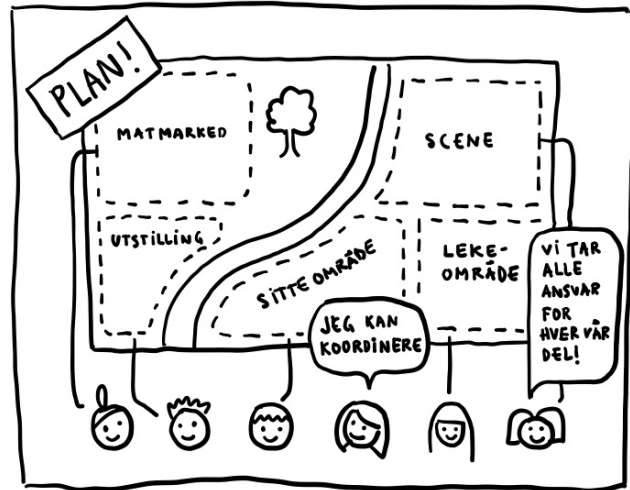 PLAN!
MATMARKED
SCENE
UTSTILLING
SITTE OMRÅDE
LEKE-
OMRÅDE
VI TAR
ALLE
ANSVAR
FOR
HVER VÅR
DEL!
JEG KAN
KOORDINERE